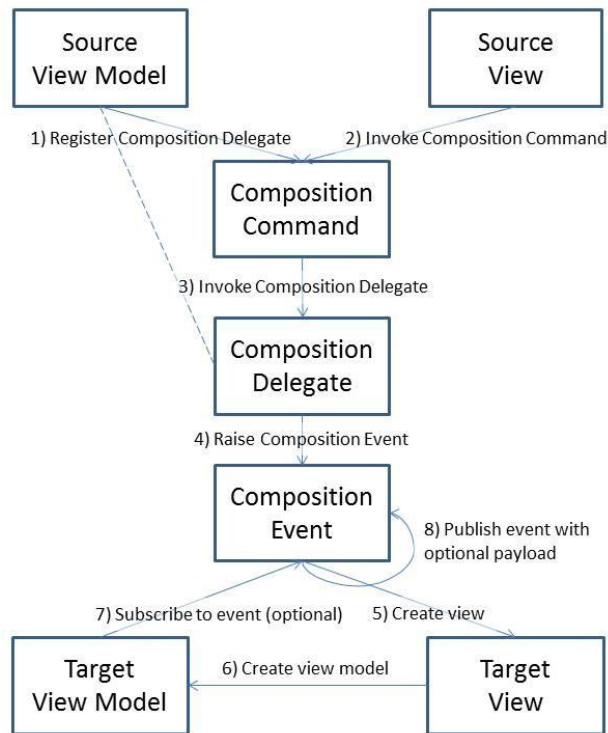 Source
View Model
Source
View
1) Register Composition Delegate
2) Invoke Composition Command
Composition
Command
3) Invoke Composition Delegate
Composition
Delegate
4) Raise Composition Event
Composition
Event
8) Publish event with
optional payload
7) Subscribe to event (optional)
5) Create view
Target
View Model
6) Create view model
Target
View